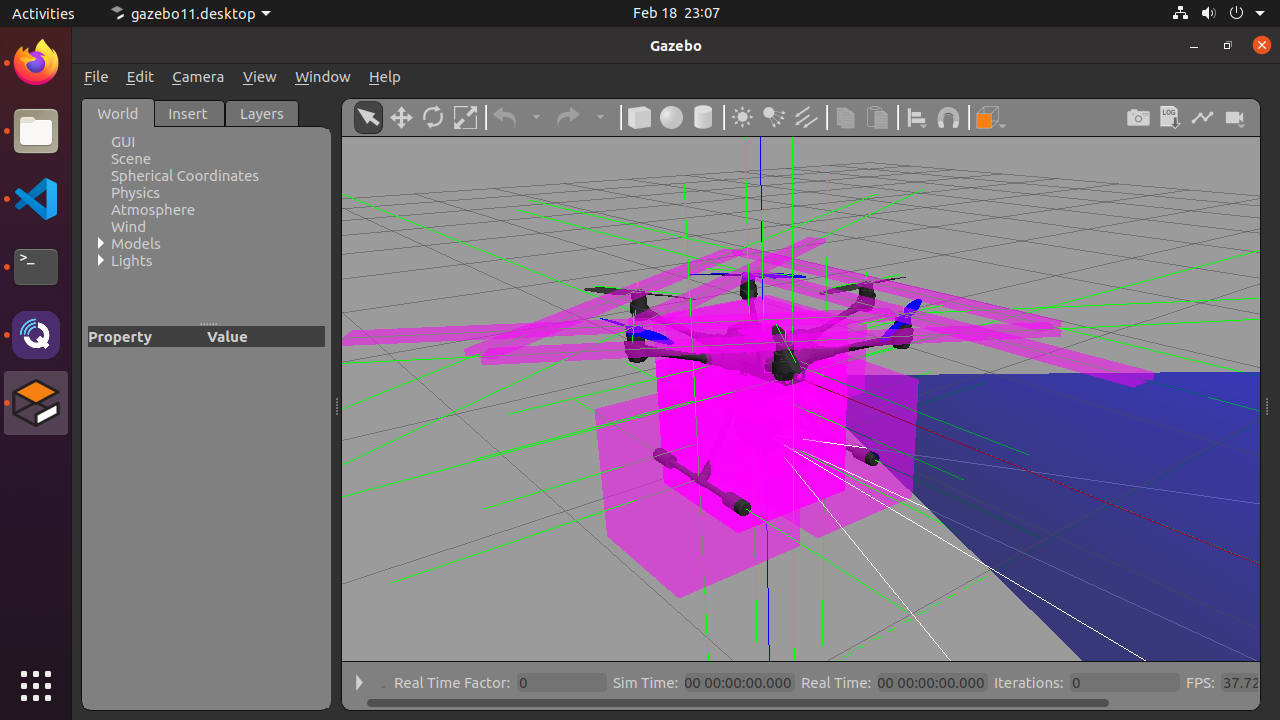 Activities gazebo11.desktop Feb 18 23:07
Gazebo
File Edit Camera View Window Help
World Insert Layers
LOG
GUI
Scene
Spherical Coordinates
Physics
Atmosphere
Wind
Models
Lights
Property Value
>_
Real Time Factor: 0 Sim Time: 00 00:00:00.000 Real Time: 00 00:00:00.000 Iterations: 0 FPS: 37.72